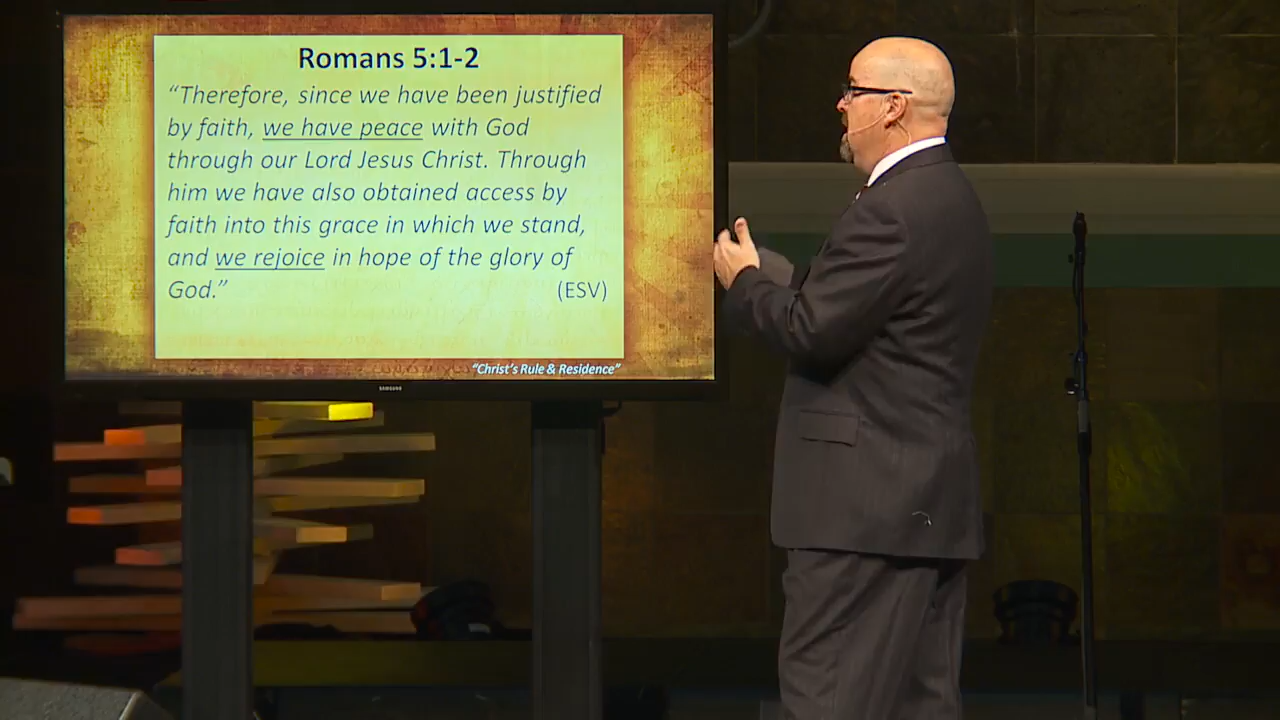 Romans 5:1-2
“Therefore, since we have been justified
by faith, we have peace with God
through our Lord Jesus Christ. Through
him we have also obtained access by
faith into this grace in which we stand,
and we rejoice in hope of the glory of
God.” (ESV)
“Christ’s Rule & Residence”
SAMSUNG